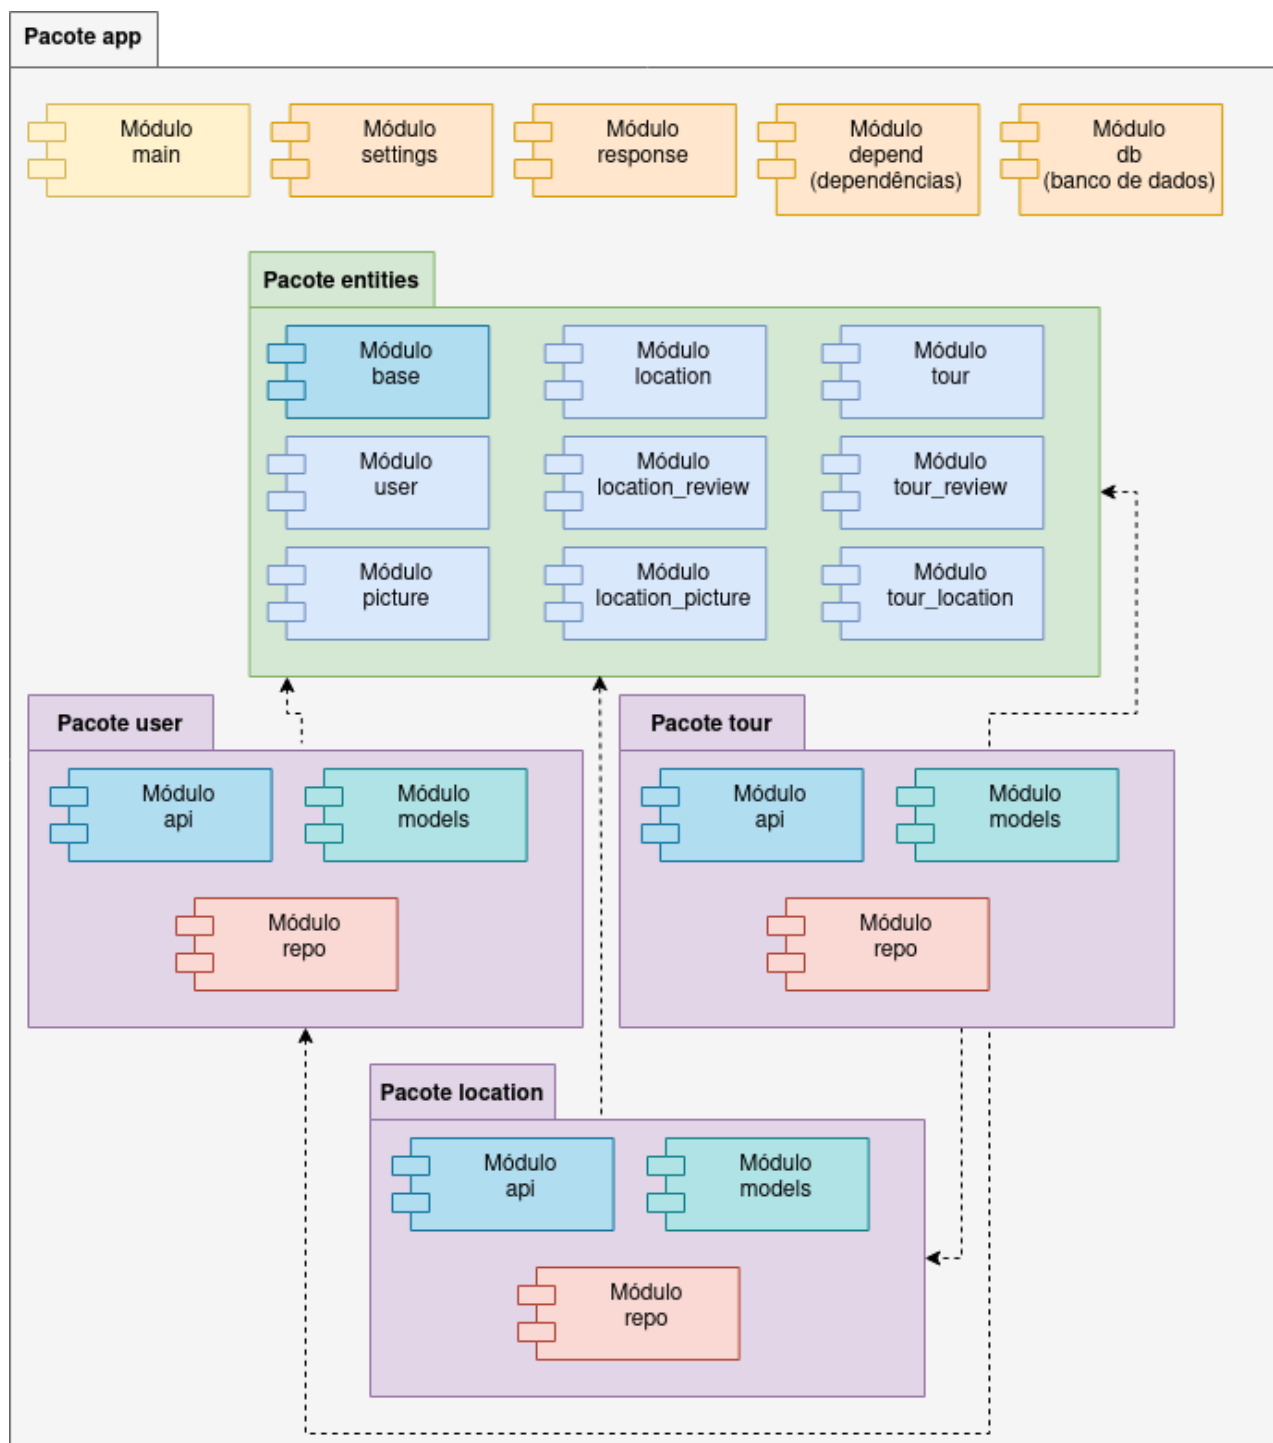 Pacote app
Módulo
main
Módulo
settings
Módulo
response
Módulo
depend
(dependências)
Módulo
db
(banco de dados)
Pacote entities
Módulo
base
Módulo
location
Módulo
tour
Módulo
user
Módulo
location_review
Módulo
tour_review
Módulo
picture
Módulo
location_picture
Módulo
tour_location
Pacote user
Módulo
api
Módulo
models
Módulo
repo
Pacote tour
Módulo
api
Módulo
models
Módulo
repo
Pacote location
Módulo
api
Módulo
models
Módulo
repo